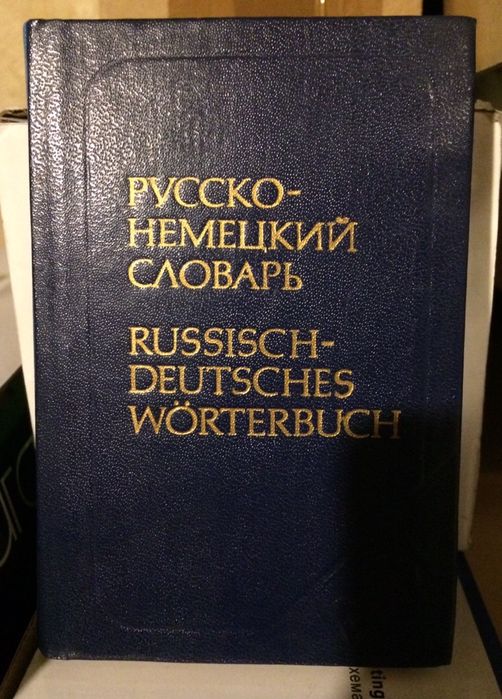 РУССКО-
НЕМЕЦКИЙ
СЛОВАРЬ
RUSSISCH-
DEUTSCHES
WÖRTERBUCH